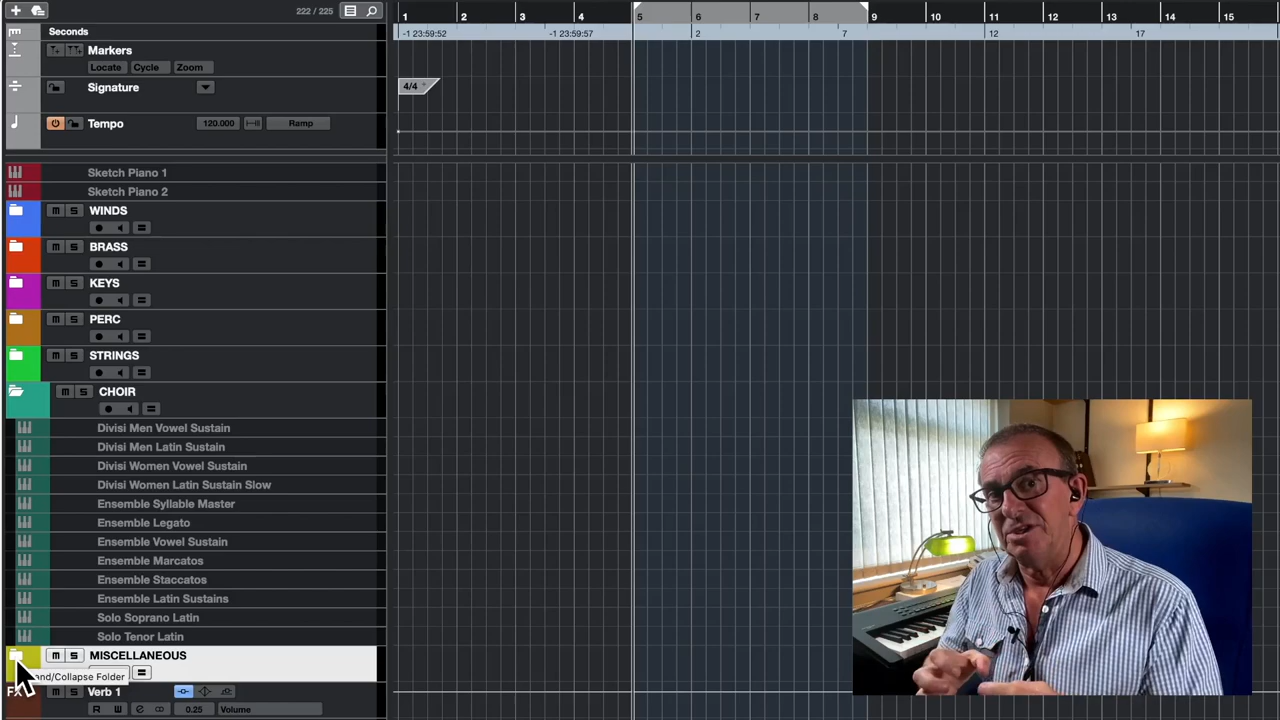 222 / 225
1 2 3 4 5 6 7 8 9 10 11 12 13 14 15
Seconds
-1 23:59:52 -1 23:59:57 2 7 12 17
Markers
Locate Cycle Zoom
Signature
4/4
Tempo 120.000 Ramp
Sketch Piano 1
Sketch Piano 2
m S WINDS
m S BRASS
m S KEYS
m S PERC
m S STRINGS
m S CHOIR
Divisi Men Vowel Sustain
Divisi Men Latin Sustain
Divisi Women Vowel Sustain
Divisi Women Latin Sustain Slow
Ensemble Syllable Master
Ensemble Legato
Ensemble Vowel Sustain
Ensemble Marcatos
Ensemble Staccatos
Ensemble Latin Sustains
Solo Soprano Latin
Solo Tenor Latin
m S MISCELLANEOUS
and/Collapse Folder
FX m S Verb 1
R W e 0.25 Volume